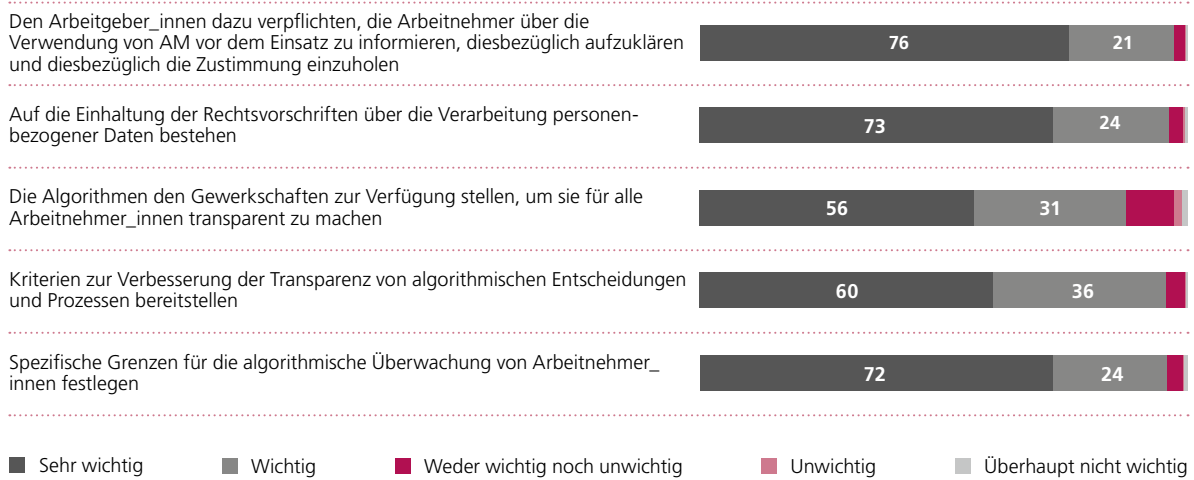 Den Arbeitgeber_innen dazu verpflichten, die Arbeitnehmer über die
Verwendung von AM vor dem Einsatz zu informieren, diesbezüglich aufzuklären
und diesbezüglich die Zustimmung einzuholen
76 21
Auf die Einhaltung der Rechtsvorschriften über die Verarbeitung personen-
bezogener Daten bestehen
73 24
Die Algorithmen den Gewerkschaften zur Verfügung stellen, um sie für alle
Arbeitnehmer_innen transparent zu machen
56 31
Kriterien zur Verbesserung der Transparenz von algorithmischen Entscheidungen
und Prozessen bereitstellen
60 36
Spezifische Grenzen für die algorithmische Überwachung von Arbeitnehmer_
innen festlegen
72 24
Sehr wichtig Wichtig Weder wichtig noch unwichtig Unwichtig Überhaupt nicht wichtig